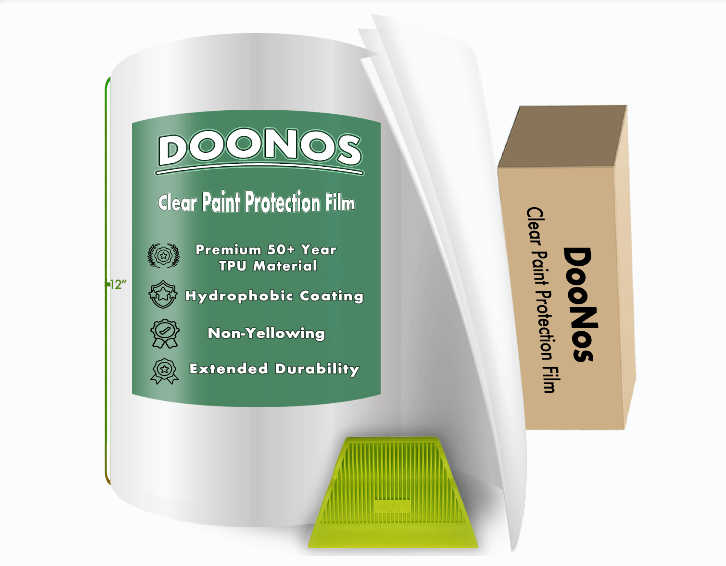 DOONOS
Clear Paint Protection Film
Premium 50+ Year
TPU Material
Hydrophobic Coating
Non-Yellowing
Extended Durability
12"
DooNos
Clear Paint Protection Film